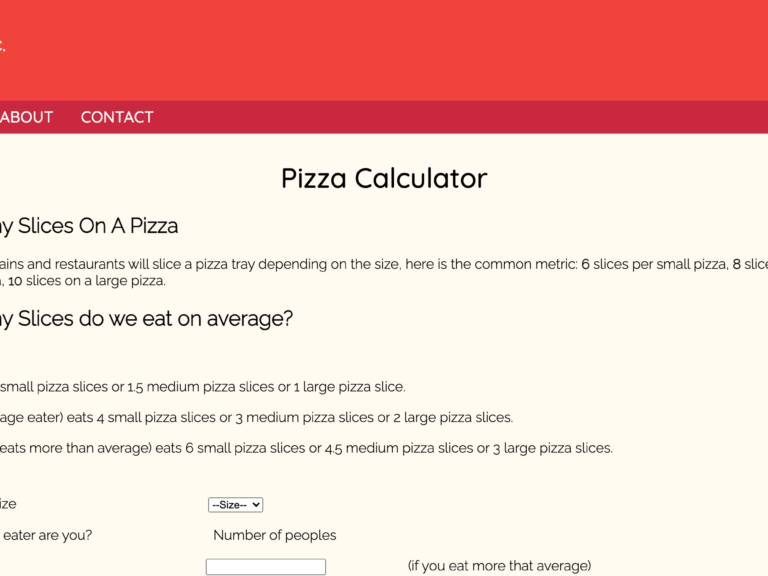 ABOUT CONTACT
Pizza Calculator
Slices On A Pizza
and restaurants will slice a pizza tray depending on the size, here is the common metric: 6 slices per small pizza, 8
10 slices on a large pizza.
Slices do we eat on average?
small pizza slices or 1.5 medium pizza slices or 1 large pizza slice.
eater) eats 4 small pizza slices or 3 medium pizza slices or 2 large pizza slices.
eats more than average) eats 6 small pizza slices or 4.5 medium pizza slices or 3 large pizza slices.
--Size--
eater are you? Number of peoples
(if you eat more that average)